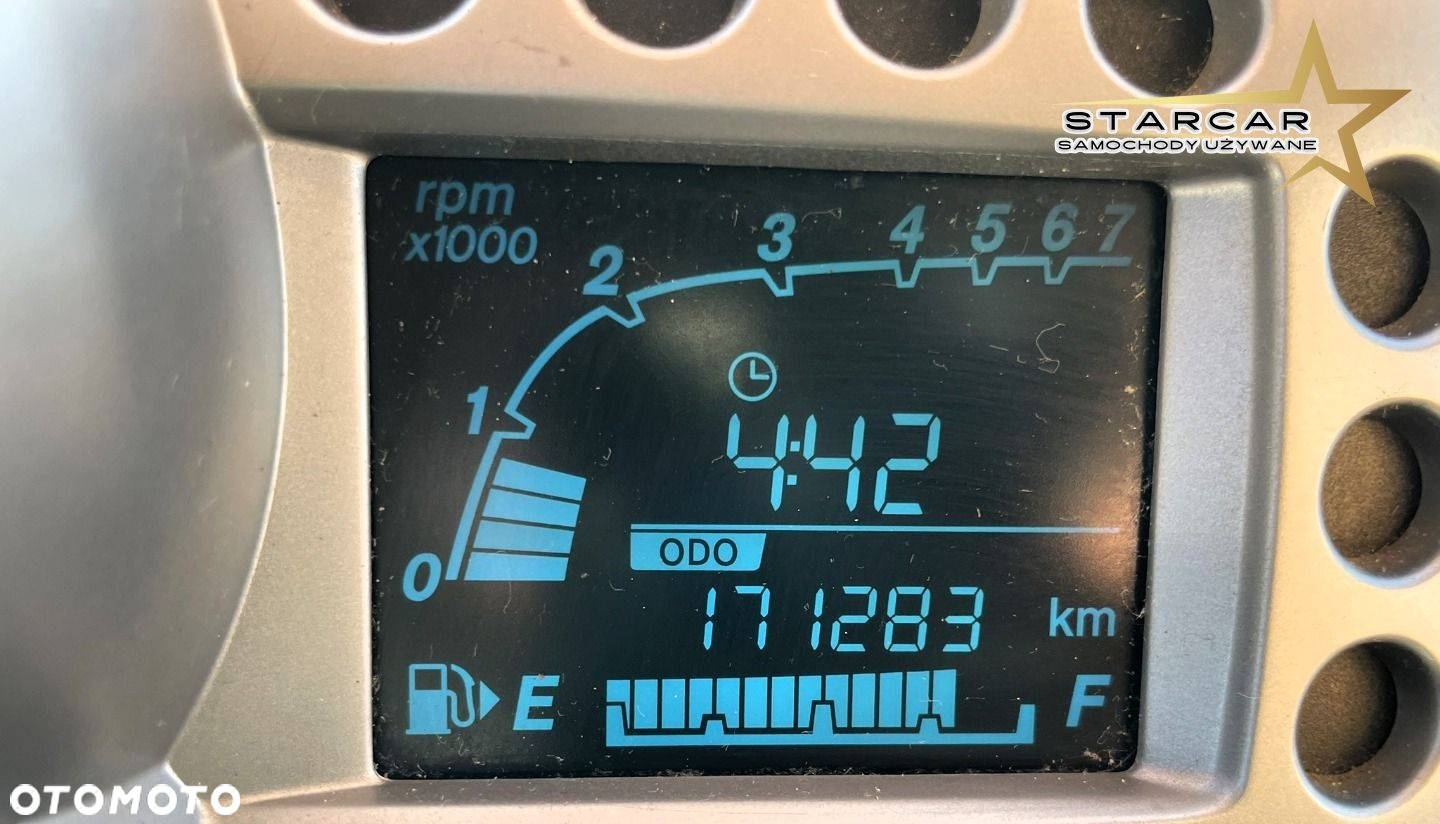 STARCAR
SAMOCHODY UŻYWANE
rpm
x1000
0 1 2 3 4 5 6 7
4:42
ODO
171283 km
E F
OTOMOTO